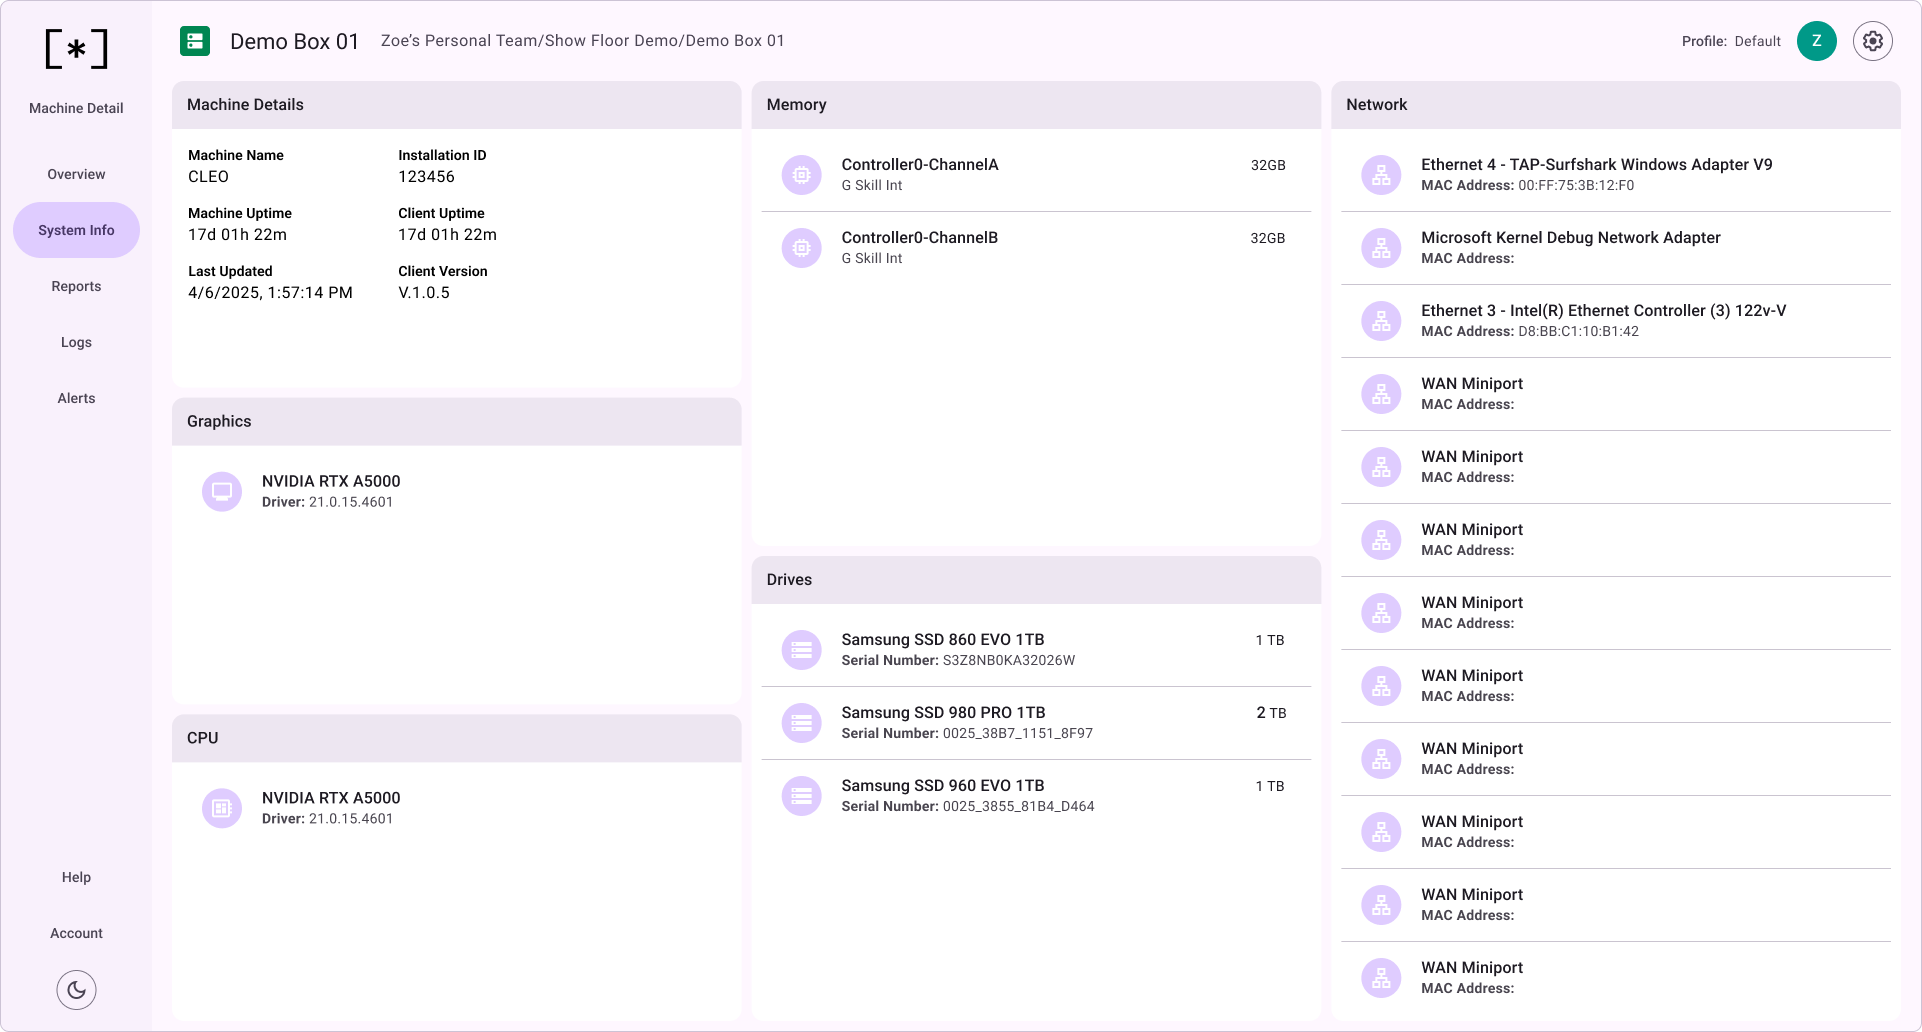 [*]
Machine Detail
Overview
System Info
Reports
Logs
Alerts
Help
Account
Demo Box 01
Zoe’s Personal Team/Show Floor Demo/Demo Box 01
Profile: Default
Z
Machine Details
Machine Name
CLEO
Installation ID
123456
Machine Uptime
17d 01h 22m
Client Uptime
17d 01h 22m
Last Updated
4/6/2025, 1:57:14 PM
Client Version
V.1.0.5
Graphics
NVIDIA RTX A5000
Driver: 21.0.15.4601
CPU
NVIDIA RTX A5000
Driver: 21.0.15.4601
Memory
Controller0-ChannelA
32GB
G Skill Int
Controller0-ChannelB
32GB
G Skill Int
Drives
Samsung SSD 860 EVO 1TB
1 TB
Serial Number: S3Z8NB0KA32026W
Samsung SSD 980 PRO 1TB
2 TB
Serial Number: 0025_38B7_1151_8F97
Samsung SSD 960 EVO 1TB
1 TB
Serial Number: 0025_3855_81B4_D464
Network
Ethernet 4 - TAP-Surfshark Windows Adapter V9
MAC Address: 00:FF:75:3B:12:F0
Microsoft Kernel Debug Network Adapter
MAC Address:
Ethernet 3 - Intel(R) Ethernet Controller (3) 122v-V
MAC Address: D8:BB:C1:10:B1:42
WAN Miniport
MAC Address:
WAN Miniport
MAC Address:
WAN Miniport
MAC Address:
WAN Miniport
MAC Address:
WAN Miniport
MAC Address:
WAN Miniport
MAC Address:
WAN Miniport
MAC Address:
WAN Miniport
MAC Address:
WAN Miniport
MAC Address: